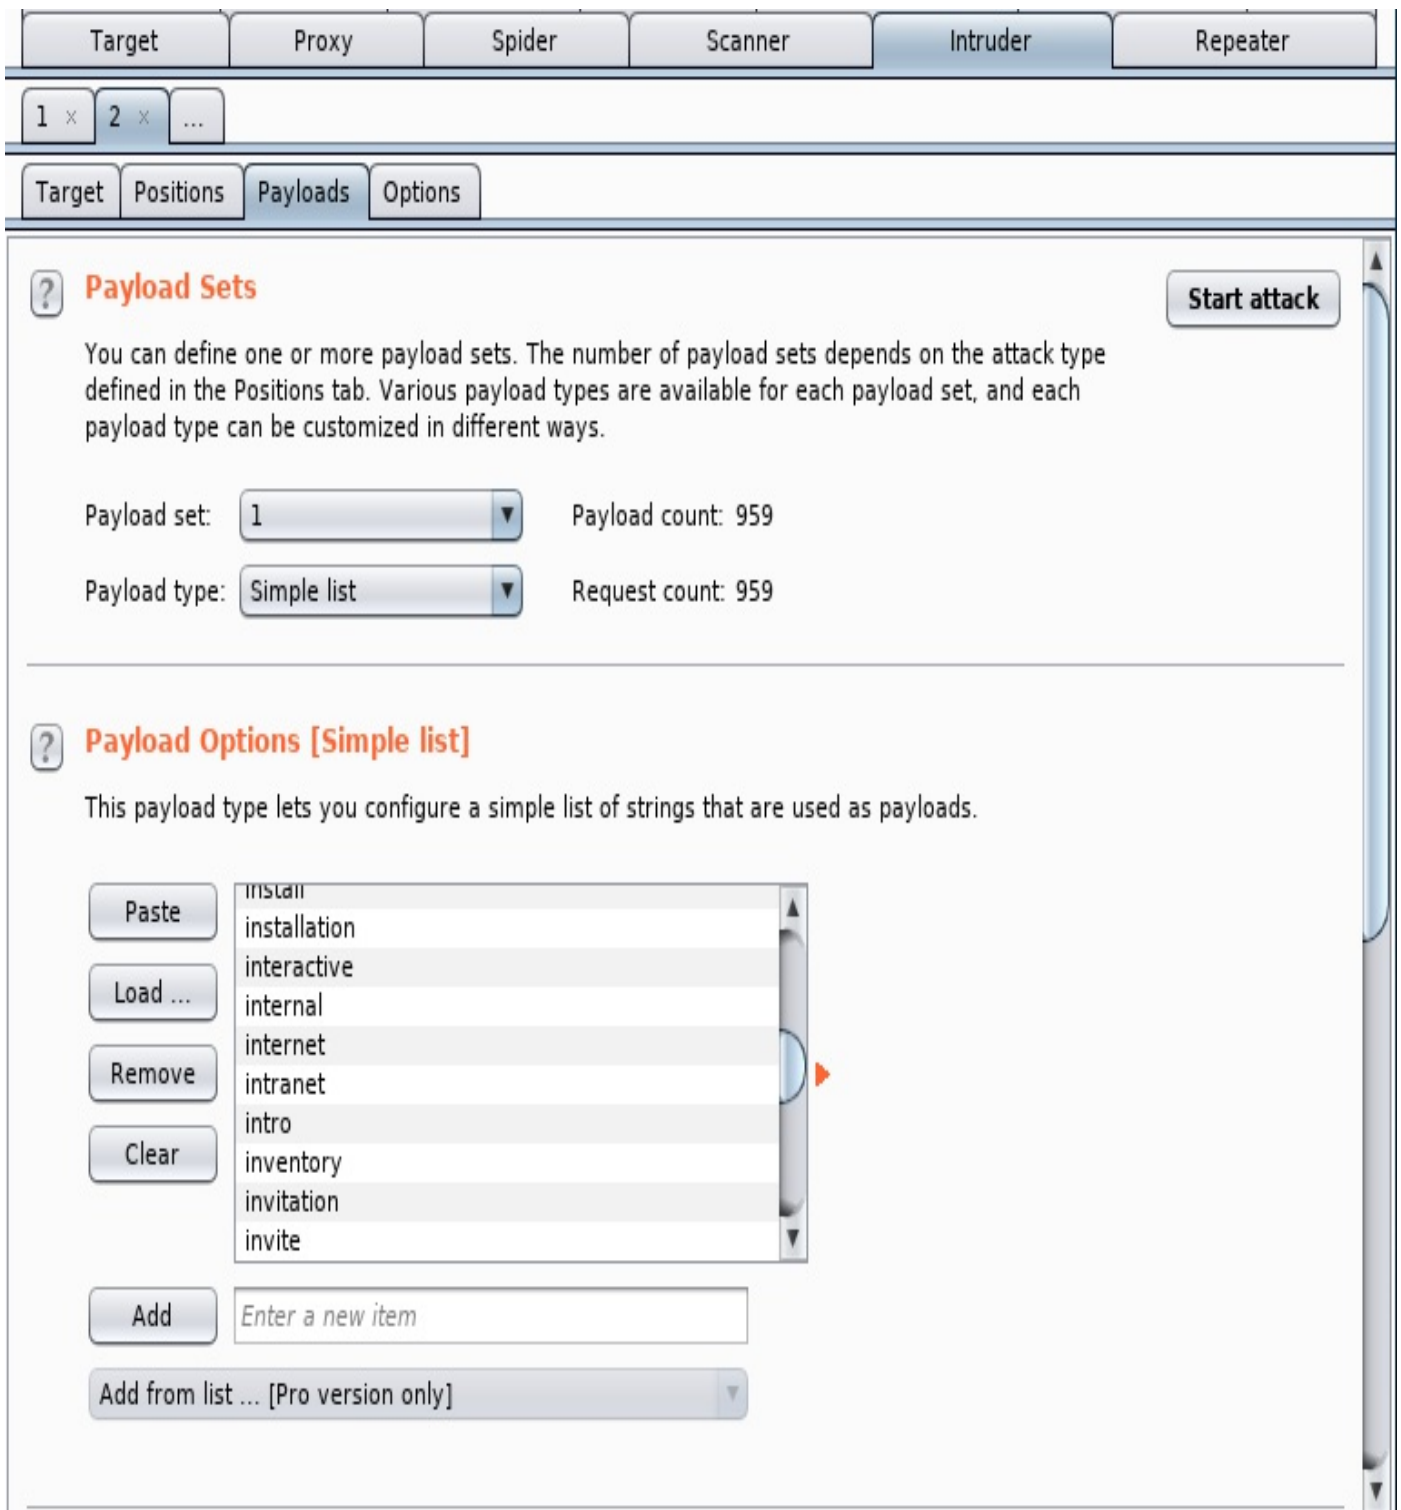 Target Proxy Spider Scanner Intruder Repeater
1 x 2 x ...
Target Positions Payloads Options
? Payload Sets
Start attack
You can define one or more payload sets. The number of payload sets depends on the attack type
defined in the Positions tab. Various payload types are available for each payload set, and each
payload type can be customized in different ways.
Payload set: 1 Payload count: 959
Payload type: Simple list Request count: 959
? Payload Options [Simple list]
This payload type lets you configure a simple list of strings that are used as payloads.
Paste
Load ...
Remove
Clear
install
installation
interactive
internal
internet
intranet
intro
inventory
invitation
invite
Add Enter a new item
Add from list ... [Pro version only]